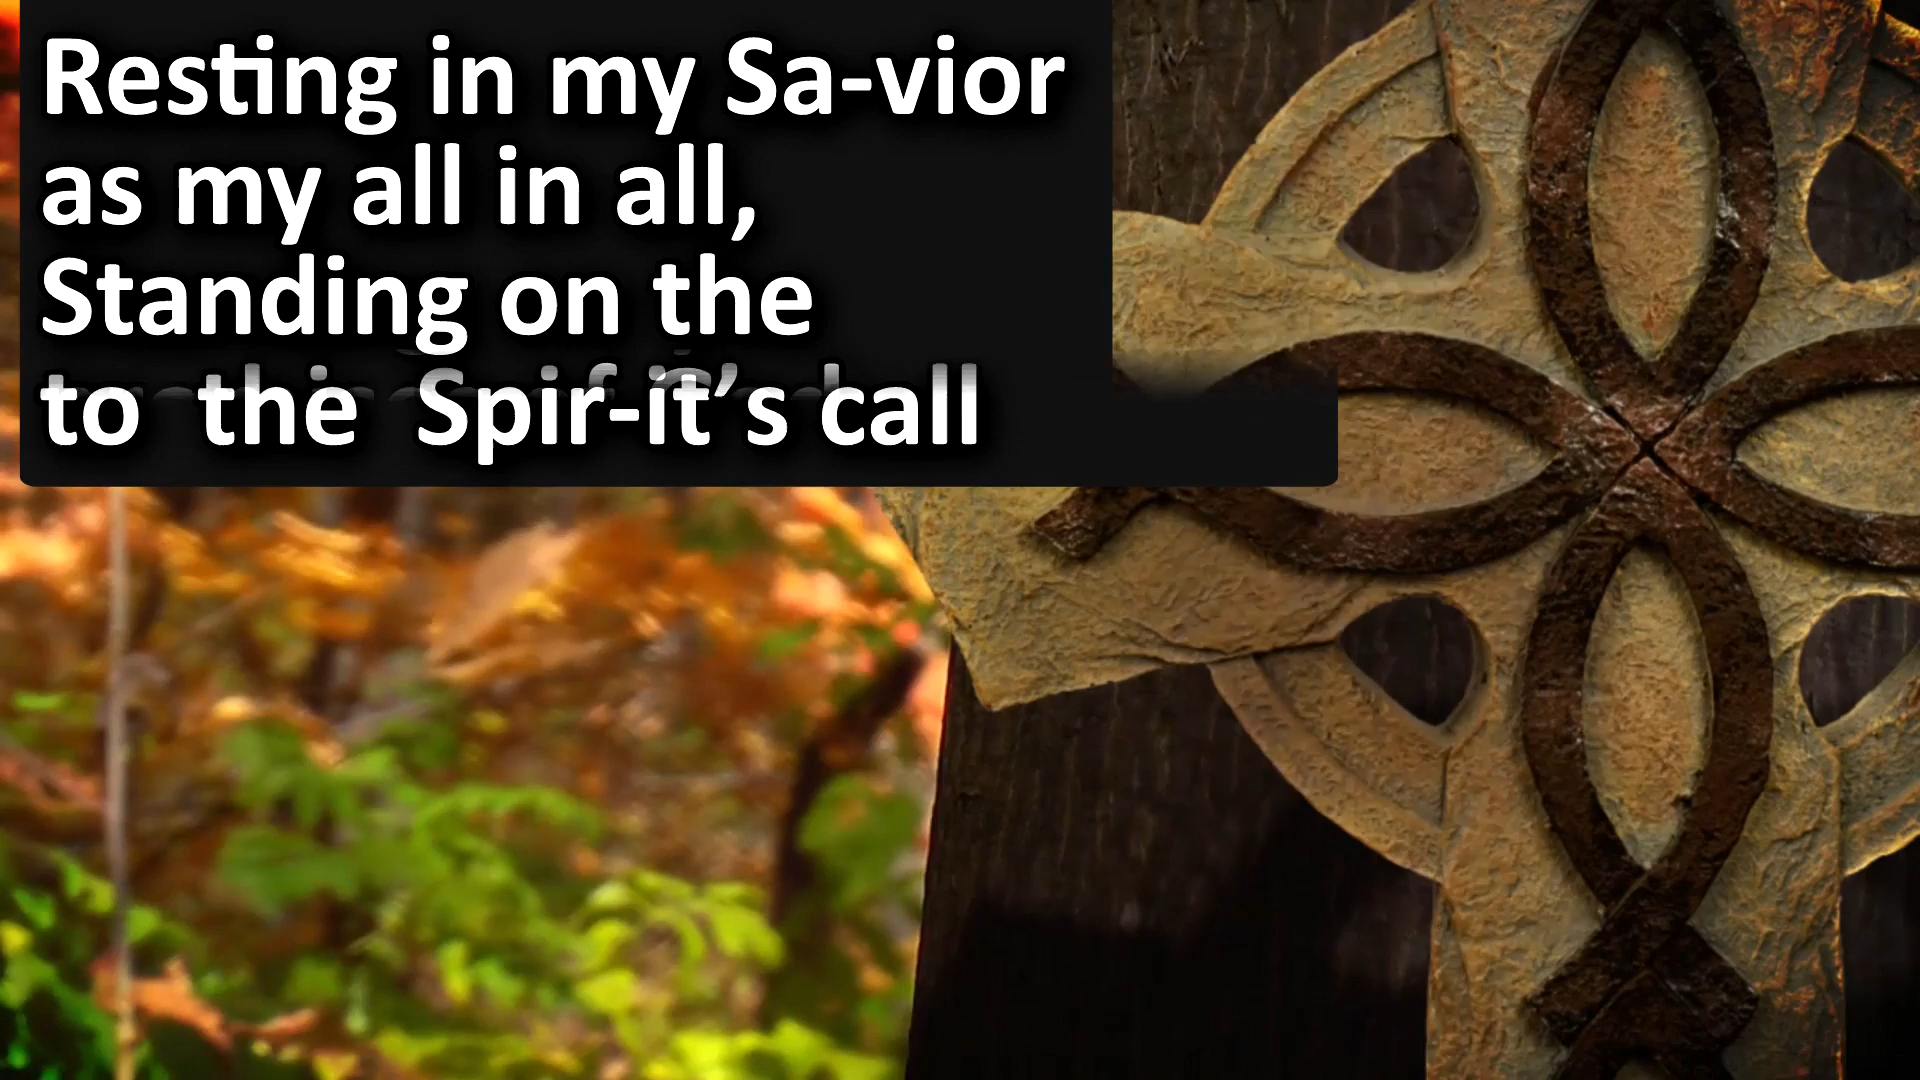 Resting in my Sa-vior
as my all in all,
Standing on the
to the Spir-it’s call